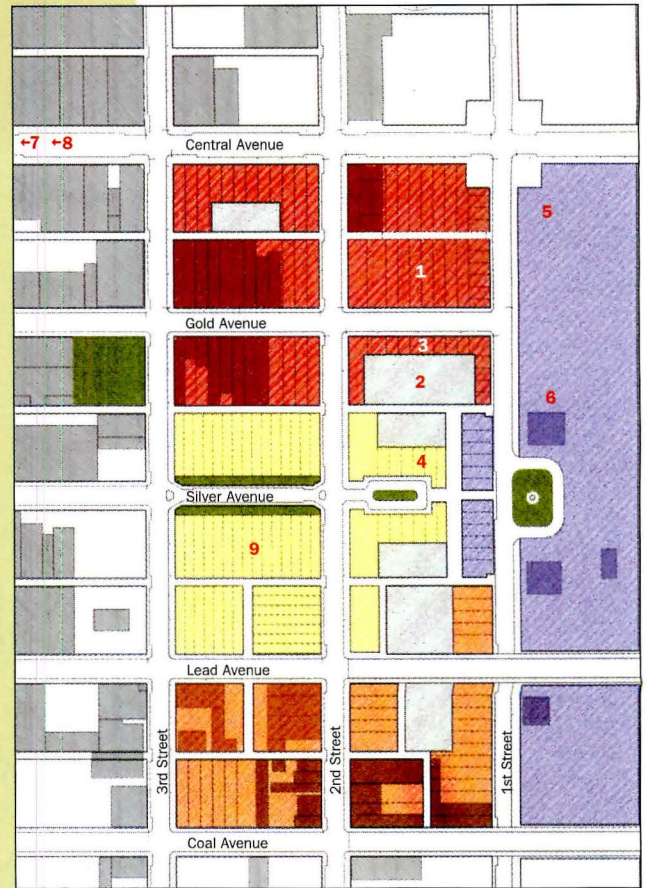 ←7 ←8
Central Avenue
5
1
Gold Avenue
3
2
6
4
Silver Avenue
9
Lead Avenue
3rd Street
2nd Street
1st Street
Coal Avenue